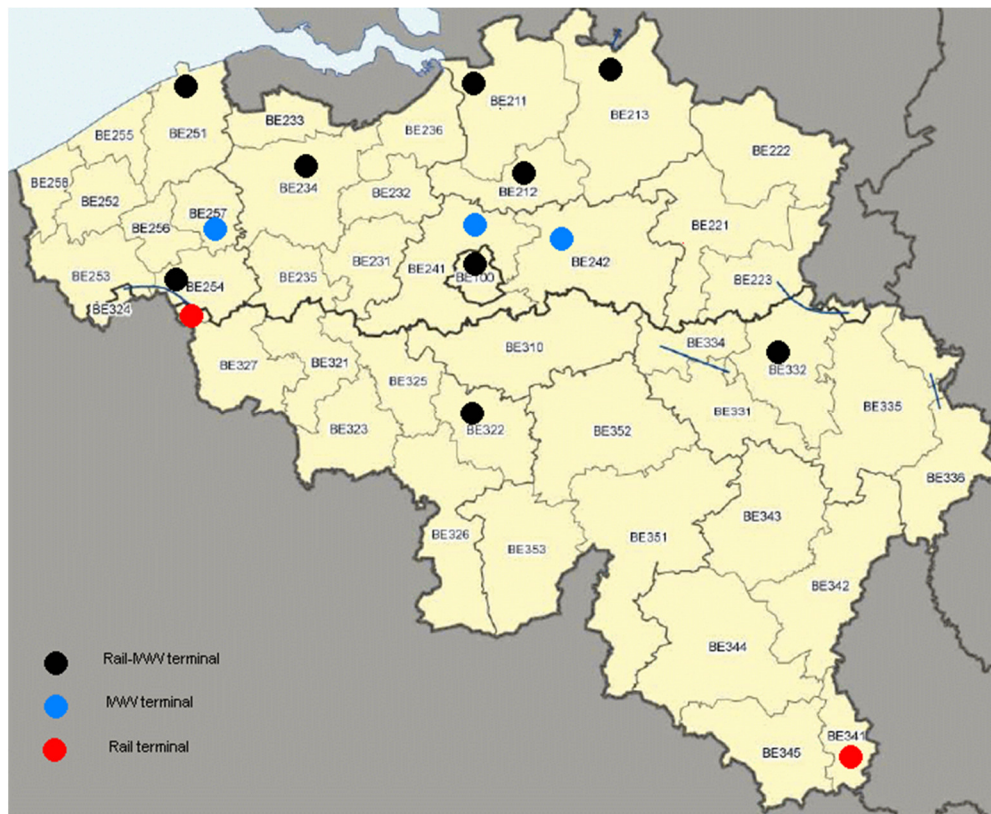 BE211
BE213
BE255
BE251
BE233
BE236
BE222
BE258
BE252
BE234
BE232
BE212
BE257
BE256
BE221
BE253
BE254
BE235
BE231
BE241
BE100
BE242
BE223
BE324
BE327
BE321
BE310
BE334
BE332
BE325
BE323
BE322
BE352
BE331
BE335
BE336
BE326
BE353
BE351
BE343
BE342
BE344
BE341
BE345
Rail-IWW terminal
IWW terminal
Rail terminal